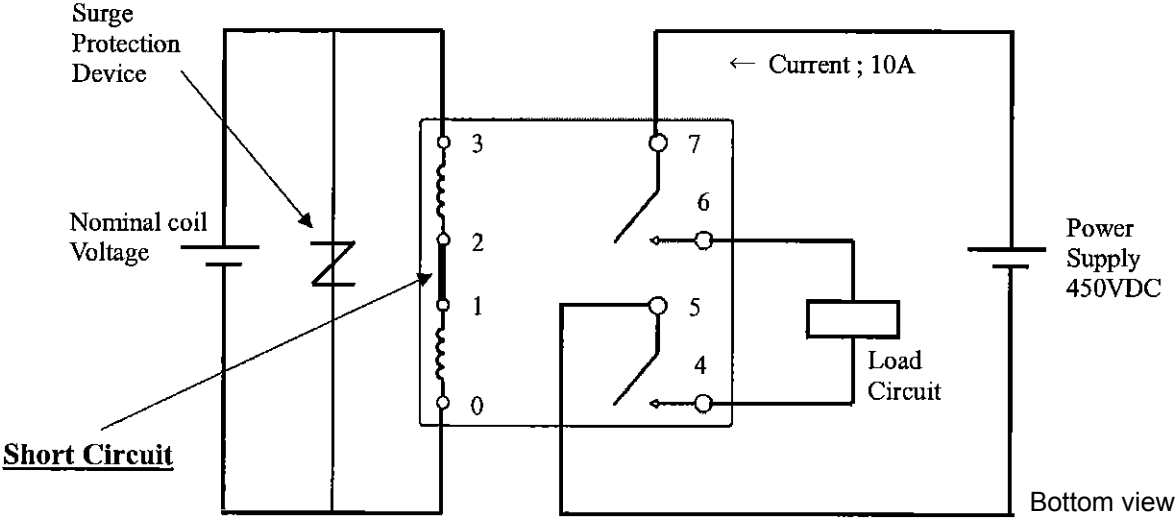 Surge
Protection
Device
← Current ; 10A
3
7
6
Nominal coil
Voltage
2
Power
Supply
450VDC
1
5
4
Load
Circuit
0
Short Circuit
Bottom view